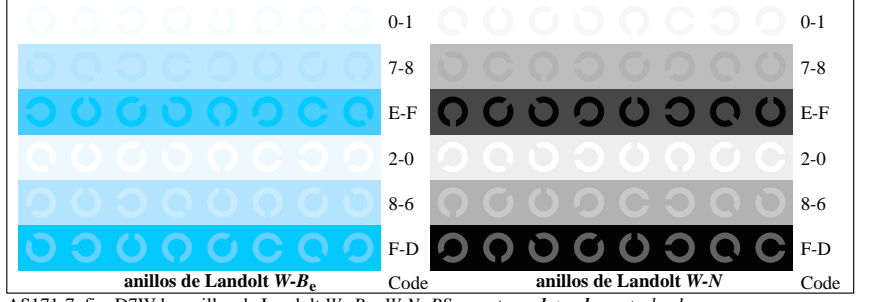 0-1 0-1
7-8 7-8
E-F E-F
2-0 2-0
8-6 8-6
F-D F-D
anillos de Landolt W-Be Code anillos de Landolt W-N Code